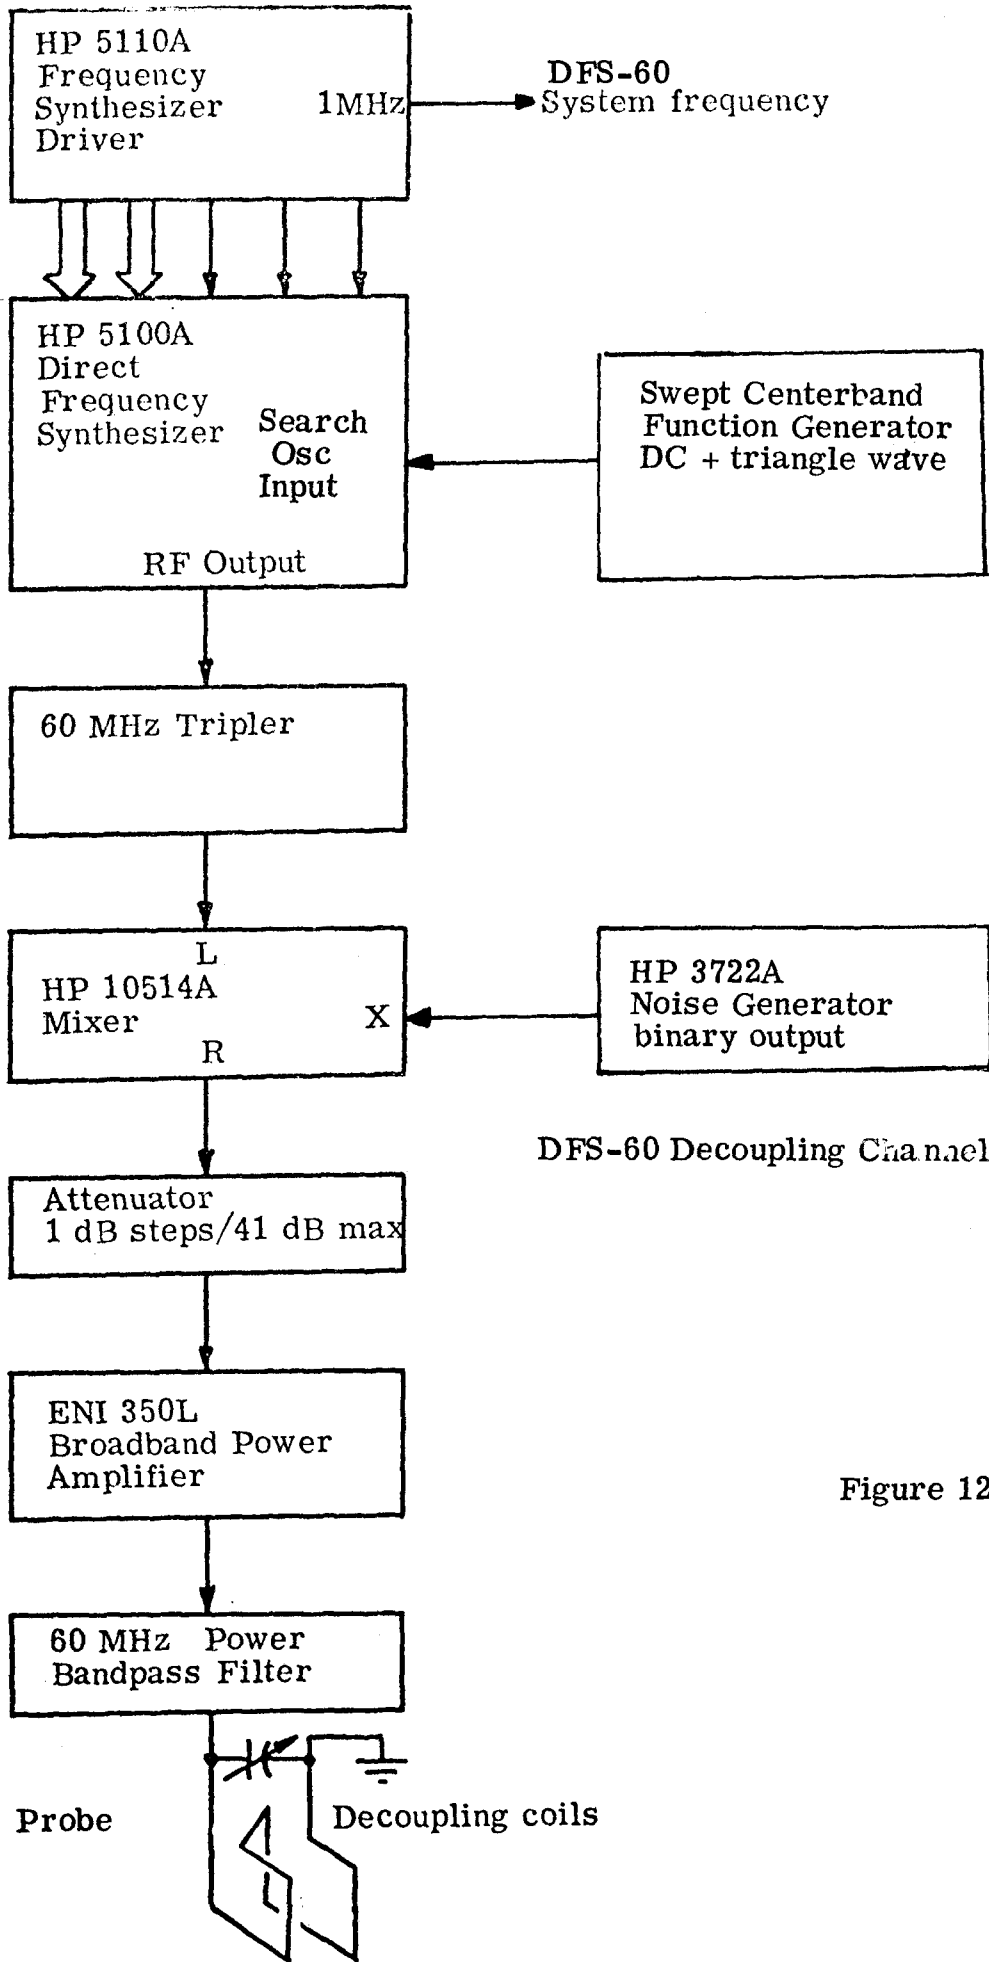 HP 5110A
Frequency
Synthesizer
Driver
1MHz
DFS-60
System frequency
HP 5100A
Direct
Frequency
Synthesizer
Search
Osc
Input
RF Output
Swept Centerband
Function Generator
DC + triangle wave
60 MHz Tripler
L
HP 10514A
Mixer
X
R
HP 3722A
Noise Generator
binary output
DFS-60 Decoupling Channel
Attenuator
1 dB steps/41 dB max
ENI 350L
Broadband Power
Amplifier
Figure 12
60 MHz Power
Bandpass Filter
Probe
Decoupling coils